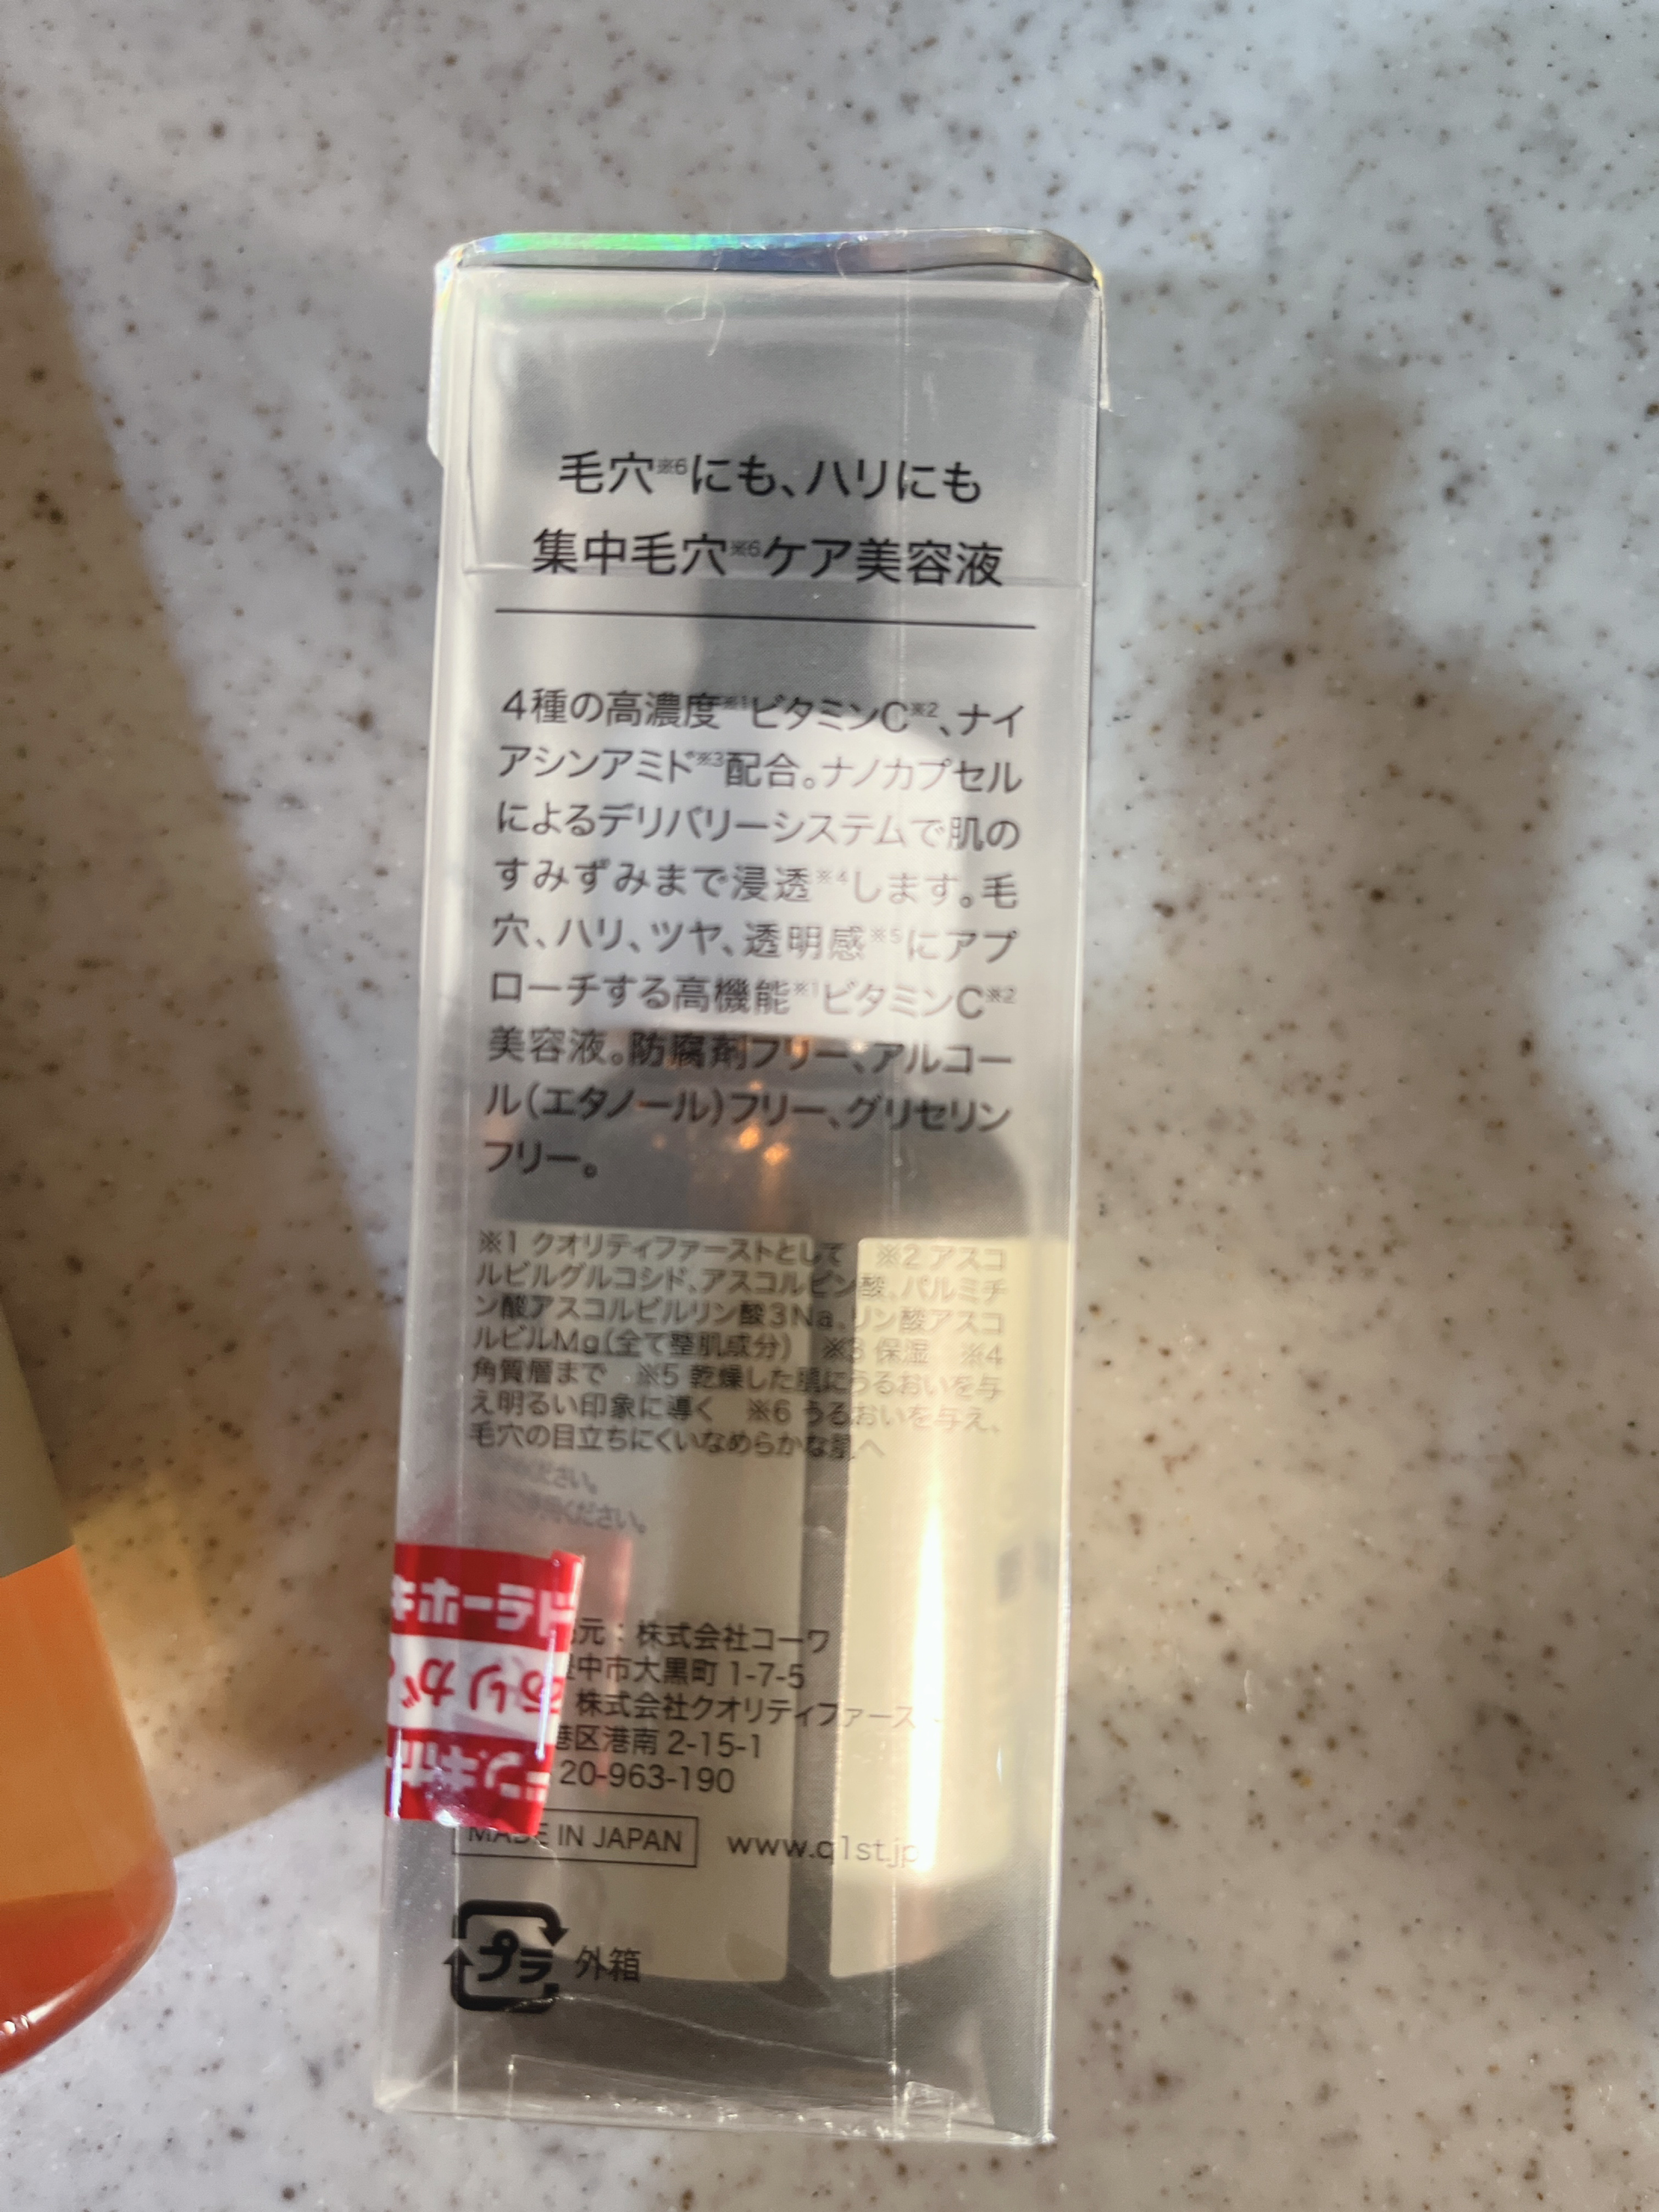 毛穴※6にも、ハリにも
集中毛穴※6ケア美容液
4種の高濃度※1ビタミンC※2、ナイ
アシンアミド※3配合。ナノカプセル
によるデリバリーシステムで肌の
すみずみまで浸透※4します。毛
穴、ハリ、ツヤ、透明感※5にアプ
ローチする高機能※1ビタミンC※2
美容液。防腐剤フリー、アルコー
ル(エタノール)フリー、グリセリン
フリー。
※1 クオリティファーストとして ※2 アスコ
ルビルグルコシド、アスコルビン酸、パルミチ
ン酸アスコルビルリン酸3Na、リン酸アスコ
ルビルMg(全て整肌成分) ※3 保湿 ※4
角質層まで ※5 乾燥した肌にうるおいを与
え明るい印象に導く ※6 うるおいを与え、
毛穴の目立ちにくいなめらかな肌へ
ください。
ください。
元：株式会社コーワ
中市大黒町 1-7-5
株式会社クオリティファースト
港区港南 2-15-1
20-963-190
MADE IN JAPAN www.q1st.jp
プラ 外箱